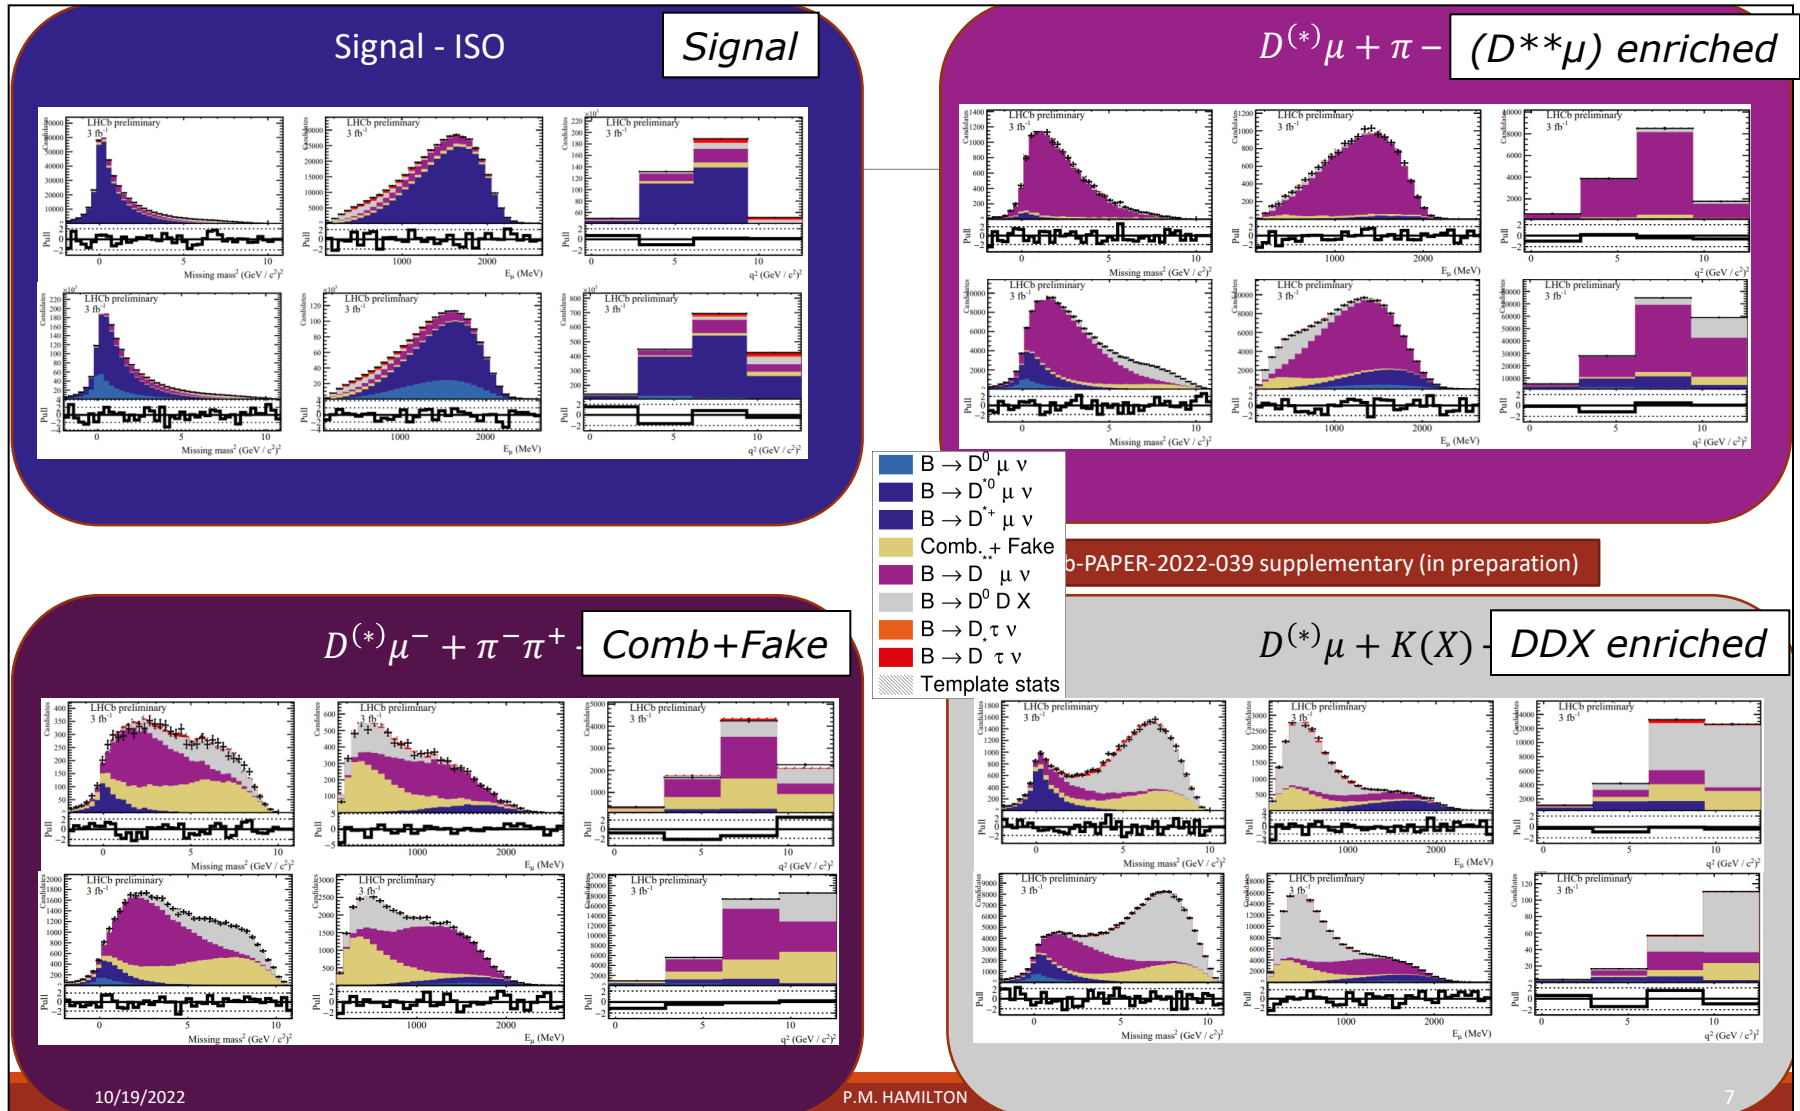 Signal - ISO
Signal
D(*)μ + π −
(D**μ) enriched
LHCb preliminary
3 fb-1
Candidates
Pull
Missing mass2 (GeV / c2)2
Eμ (MeV)
q2 (GeV / c2)2
B → D0 μ ν
B → D*0 μ ν
B → D*+ μ ν
Comb. + Fake
B → D** μ ν
B → D0 D X
B → D τ ν
B → D* τ ν
Template stats
b-PAPER-2022-039 supplementary (in preparation)
D(*)μ− + π−π+
Comb+Fake
D(*)μ + K(X) -
DDX enriched
10/19/2022
P.M. HAMILTON
7